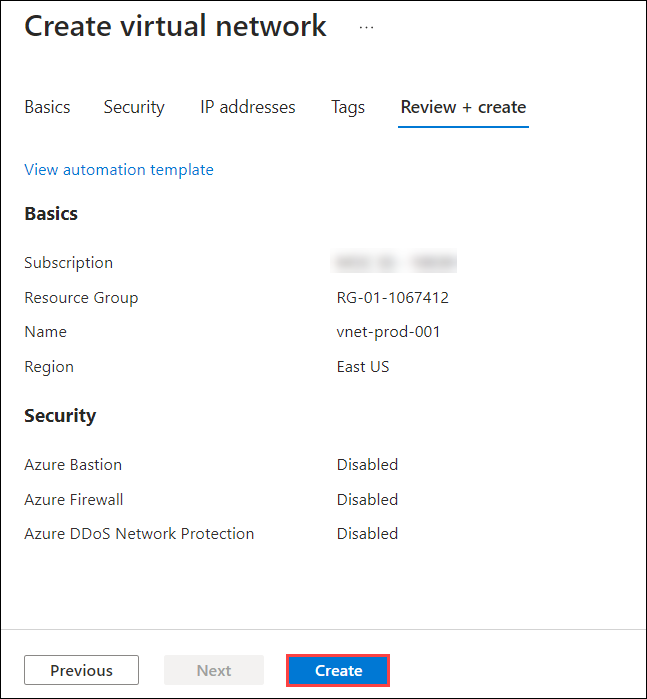 Create virtual network ...
Basics Security IP addresses Tags Review + create
View automation template
Basics
Subscription
Resource Group RG-01-1067412
Name vnet-prod-001
Region East US
Security
Azure Bastion Disabled
Azure Firewall Disabled
Azure DDoS Network Protection Disabled
Previous Next Create